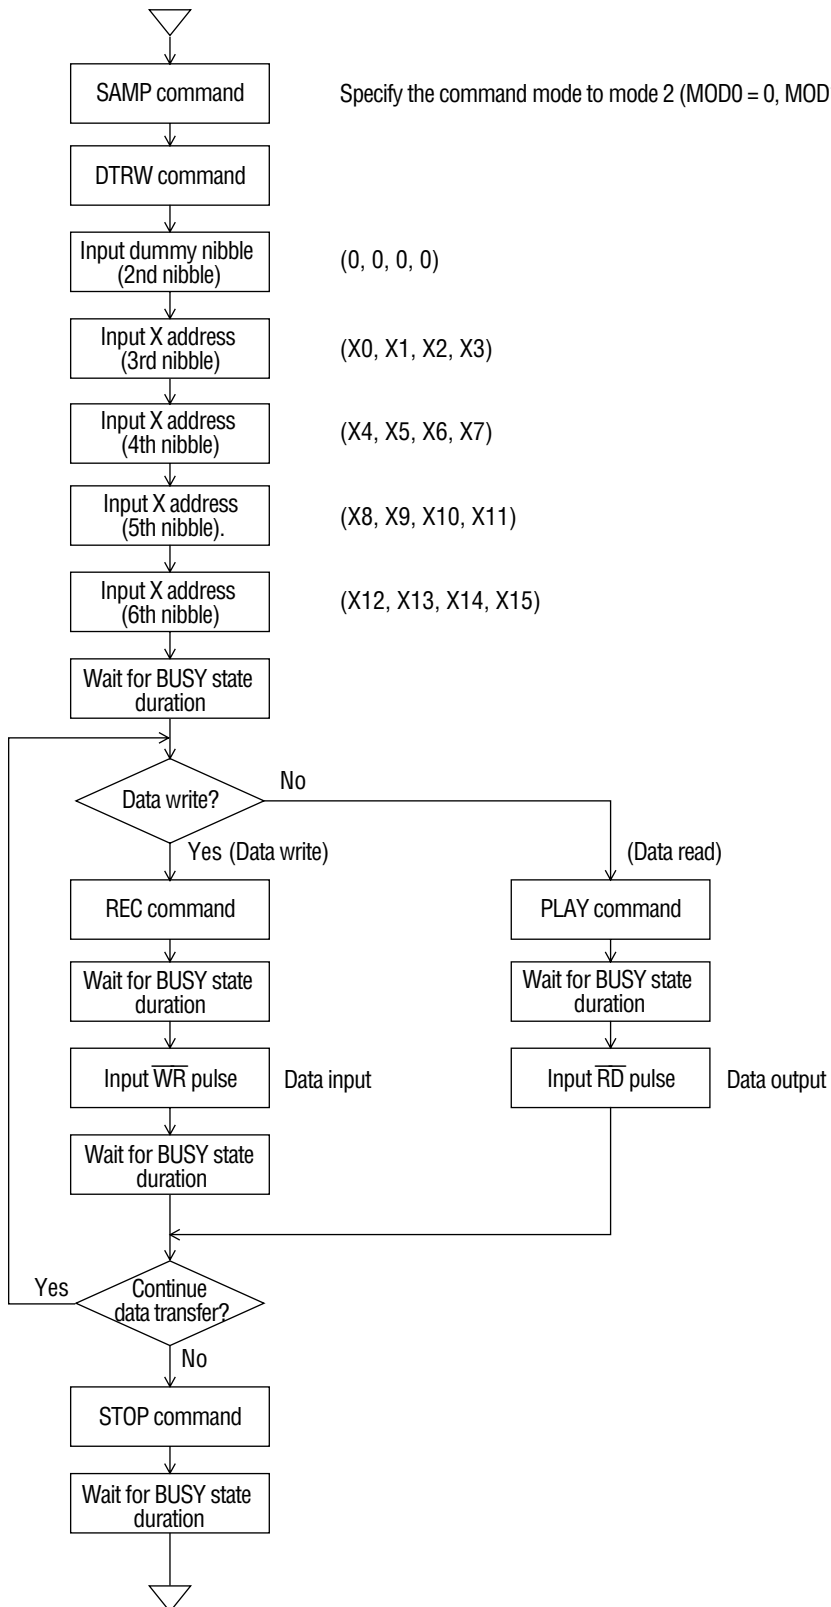 SAMP command
Specify the command mode to mode 2 (MOD0 = 0, MOD
DTRW command
Input dummy nibble
(2nd nibble)
(0, 0, 0, 0)
Input X address
(3rd nibble)
(X0, X1, X2, X3)
Input X address
(4th nibble)
(X4, X5, X6, X7)
Input X address
(5th nibble).
(X8, X9, X10, X11)
Input X address
(6th nibble)
(X12, X13, X14, X15)
Wait for BUSY state
duration
Data write?
No
Yes (Data write)
(Data read)
REC command
PLAY command
Wait for BUSY state
duration
Wait for BUSY state
duration
Input W̅R̅ pulse
Data input
Input R̅D̅ pulse
Data output
Wait for BUSY state
duration
Yes
Continue
data transfer?
No
STOP command
Wait for BUSY state
duration